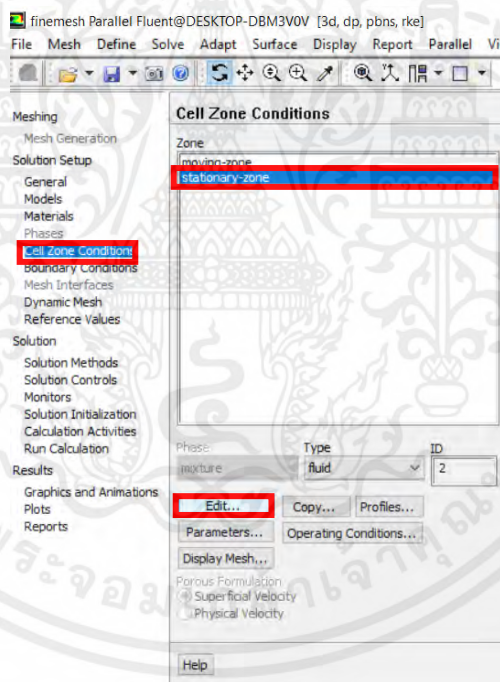 finemesh Parallel Fluent@DESKTOP-DBM3V0V [3d, dp, pbns, rke]
File Mesh Define Solve Adapt Surface Display Report Parallel Vi
Meshing
Mesh Generation
Solution Setup
General
Models
Materials
Phases
Cell Zone Conditions
Boundary Conditions
Mesh Interfaces
Dynamic Mesh
Reference Values
Solution
Solution Methods
Solution Controls
Monitors
Solution Initialization
Calculation Activities
Run Calculation
Results
Graphics and Animations
Plots
Reports
Cell Zone Conditions
Zone
moving-zone
stationary-zone
Phase Type ID
mixture fluid 2
Edit... Copy... Profiles...
Parameters... Operating Conditions...
Display Mesh...
Porous Formulation
Superficial Velocity
Physical Velocity
Help